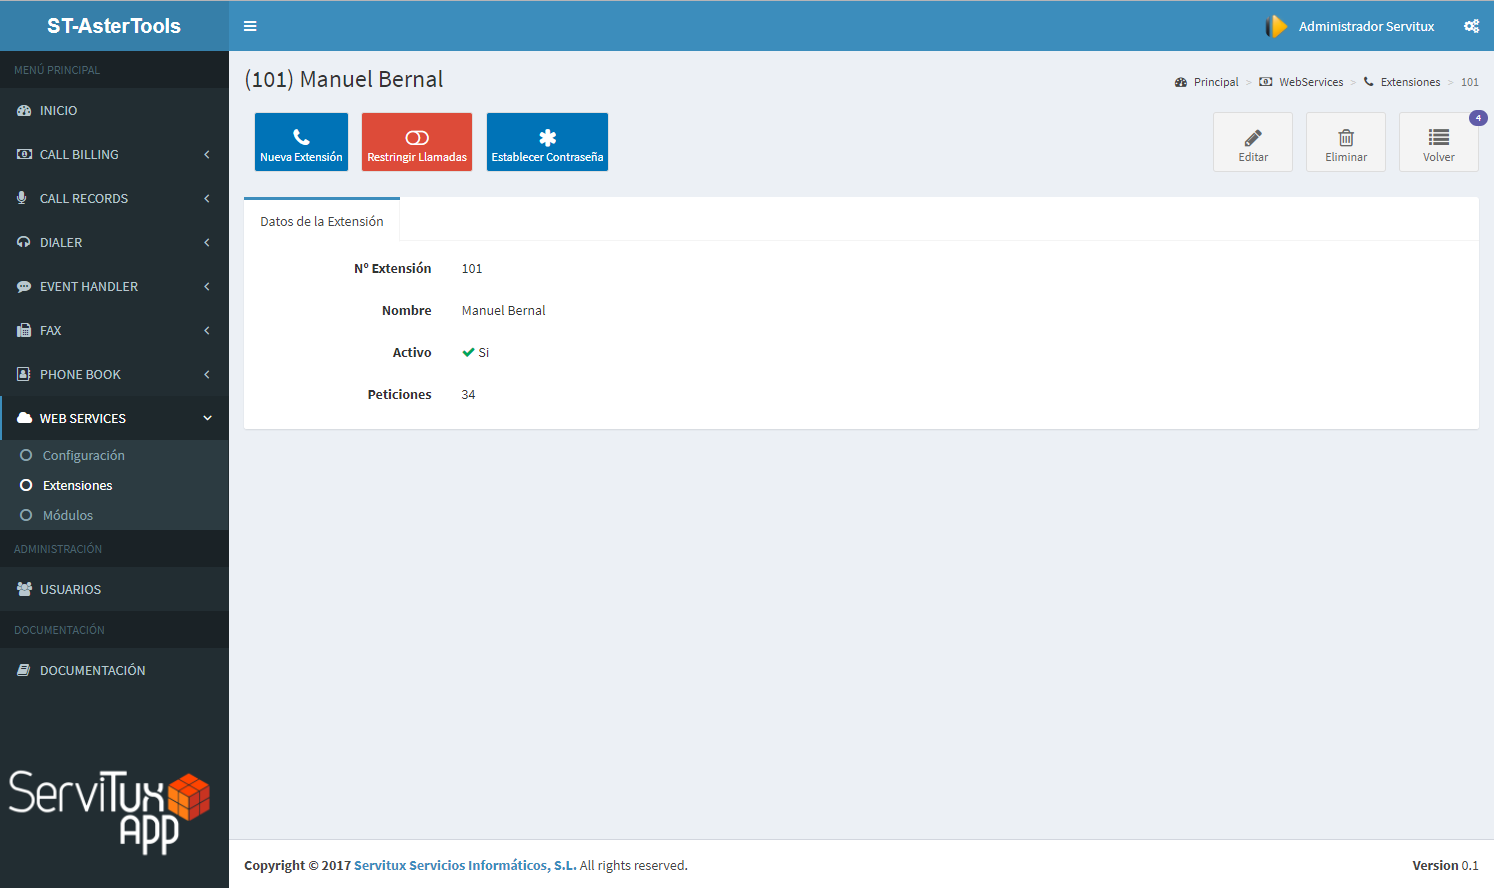 ST-AsterTools
Administrador Servitux
MENÚ PRINCIPAL
INICIO
CALL BILLING
CALL RECORDS
DIALER
EVENT HANDLER
FAX
PHONE BOOK
WEB SERVICES
Configuración
Extensiones
Módulos
ADMINISTRACIÓN
USUARIOS
DOCUMENTACIÓN
DOCUMENTACIÓN
ServiTux
App
(101) Manuel Bernal
Principal > WebServices > Extensiones > 101
Nueva Extensión
Restringir Llamadas
Establecer Contraseña
Editar
Eliminar
4
Volver
Datos de la Extensión
Nº Extensión 101
Nombre Manuel Bernal
Activo Si
Peticiones 34
Copyright © 2017 Servitux Servicios Informáticos, S.L. All rights reserved.
Version 0.1